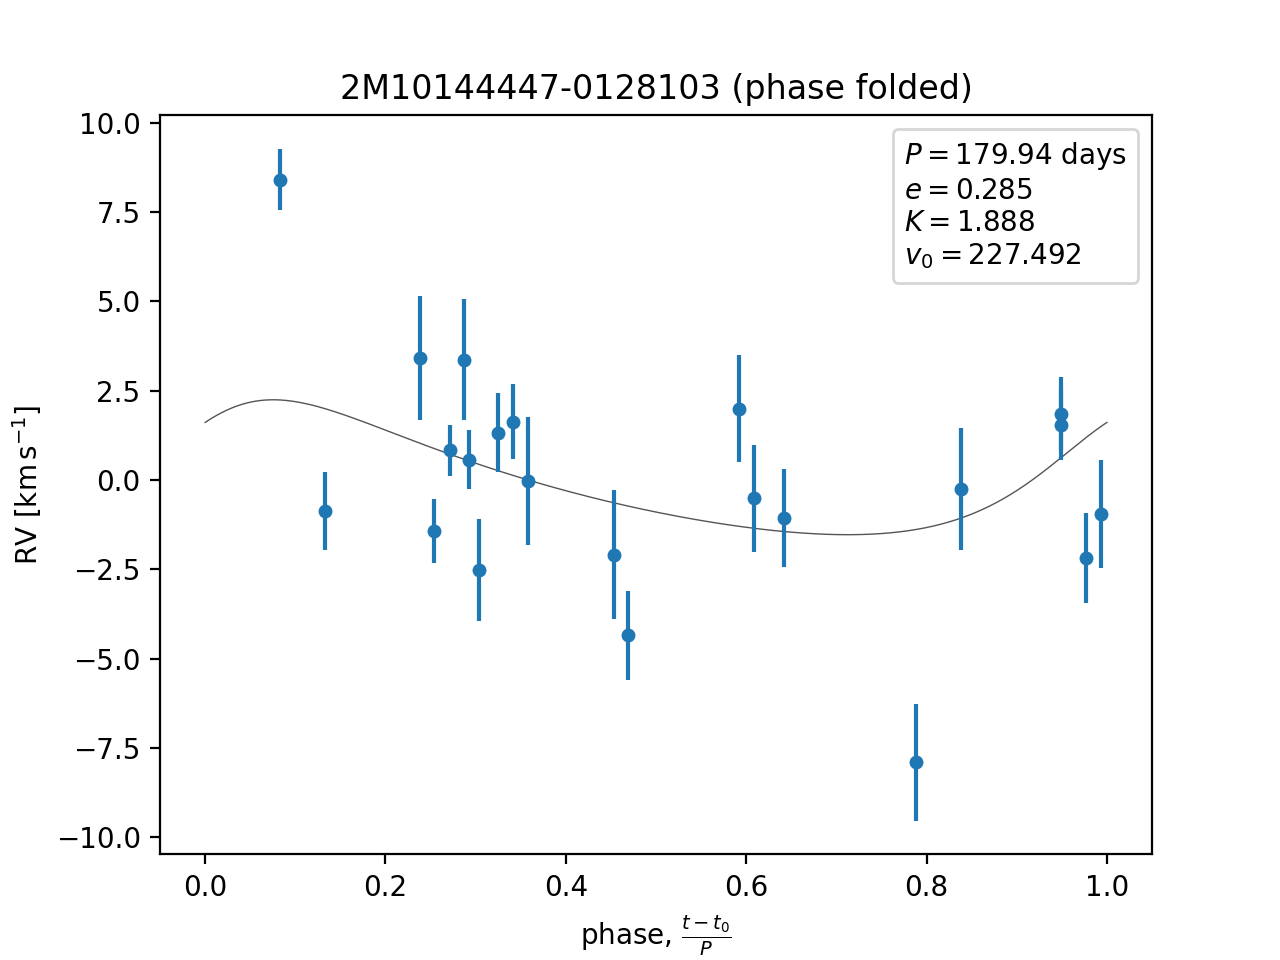 2M10144447-0128103 (phase folded)
10.0
7.5
5.0
2.5
0.0
−2.5
−5.0
−7.5
−10.0
RV [km s⁻¹]
P = 179.94 days
e = 0.285
K = 1.888
v₀ = 227.492
0.0 0.2 0.4 0.6 0.8 1.0
phase, (t − t₀)/P